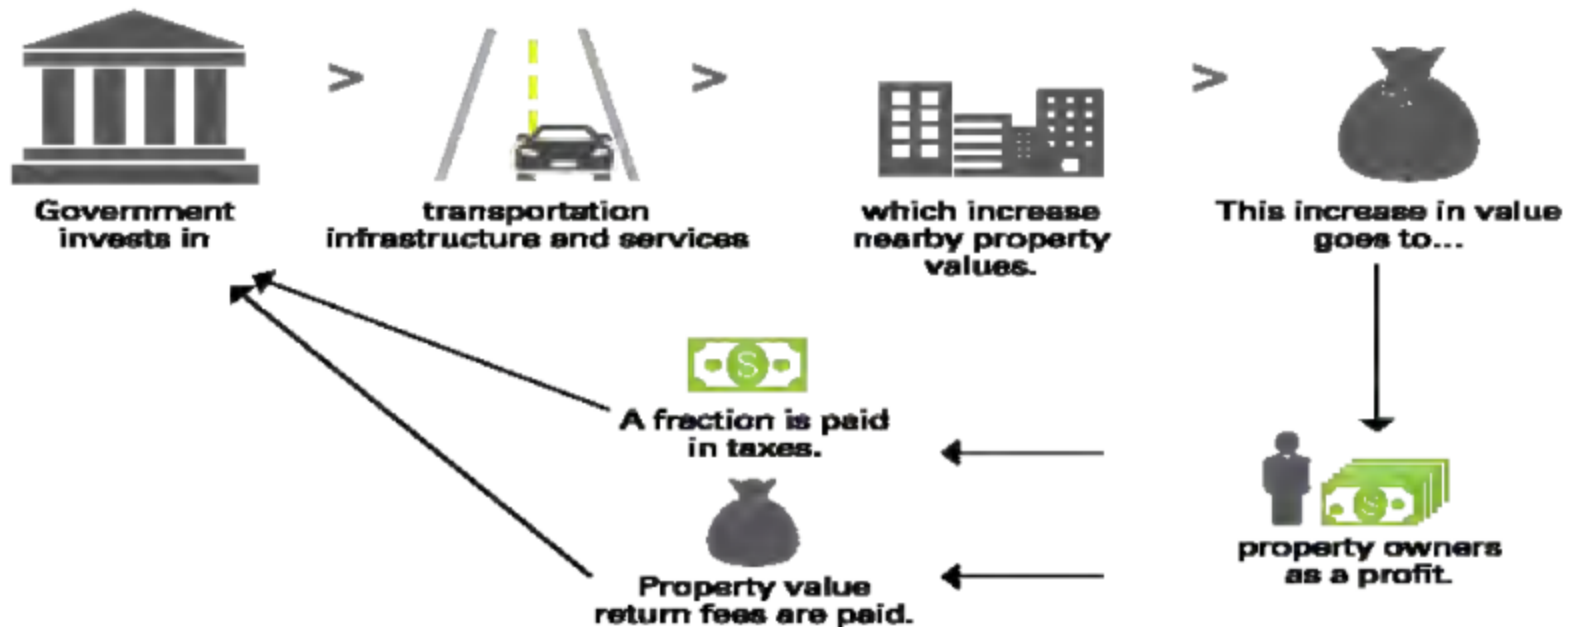 Government
invests in
transportation
infrastructure and services
which increase
nearby property
values.
This increase in value
goes to...
property owners
as a profit.
A fraction is paid
in taxes.
Property value
return fees are paid.